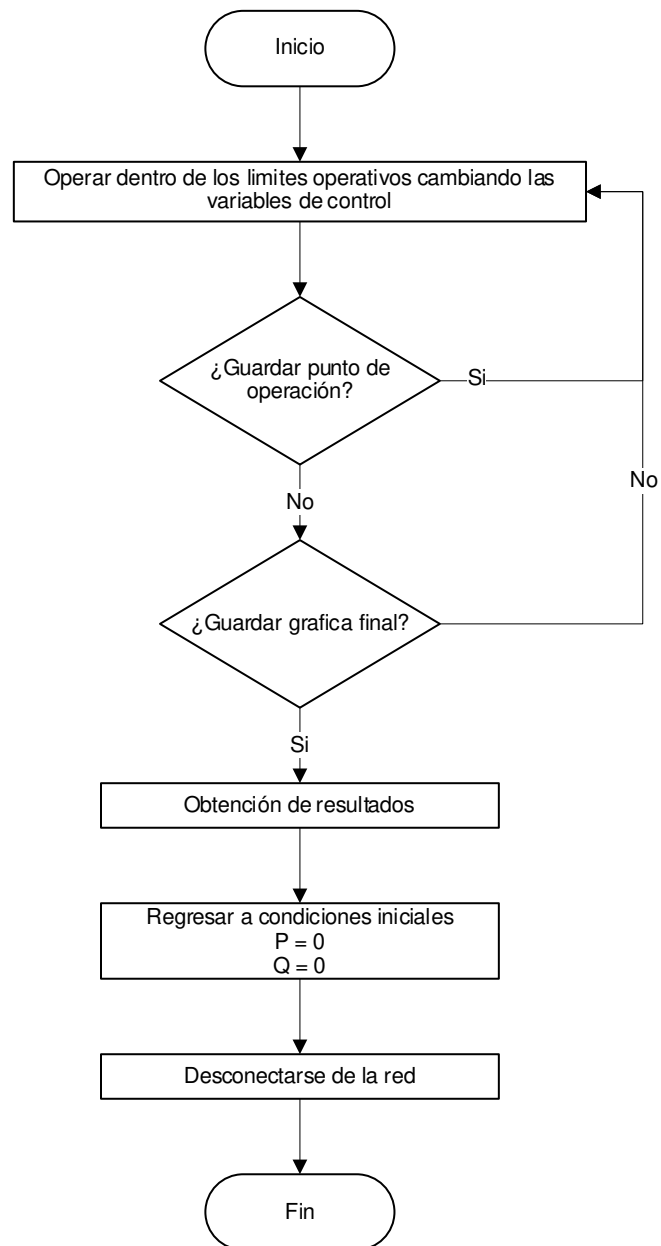 Inicio
Operar dentro de los limites operativos cambiando las
variables de control
¿Guardar punto de
operación?
Si
No
No
¿Guardar grafica final?
Si
Obtención de resultados
Regresar a condiciones iniciales
P = 0
Q = 0
Desconectarse de la red
Fin